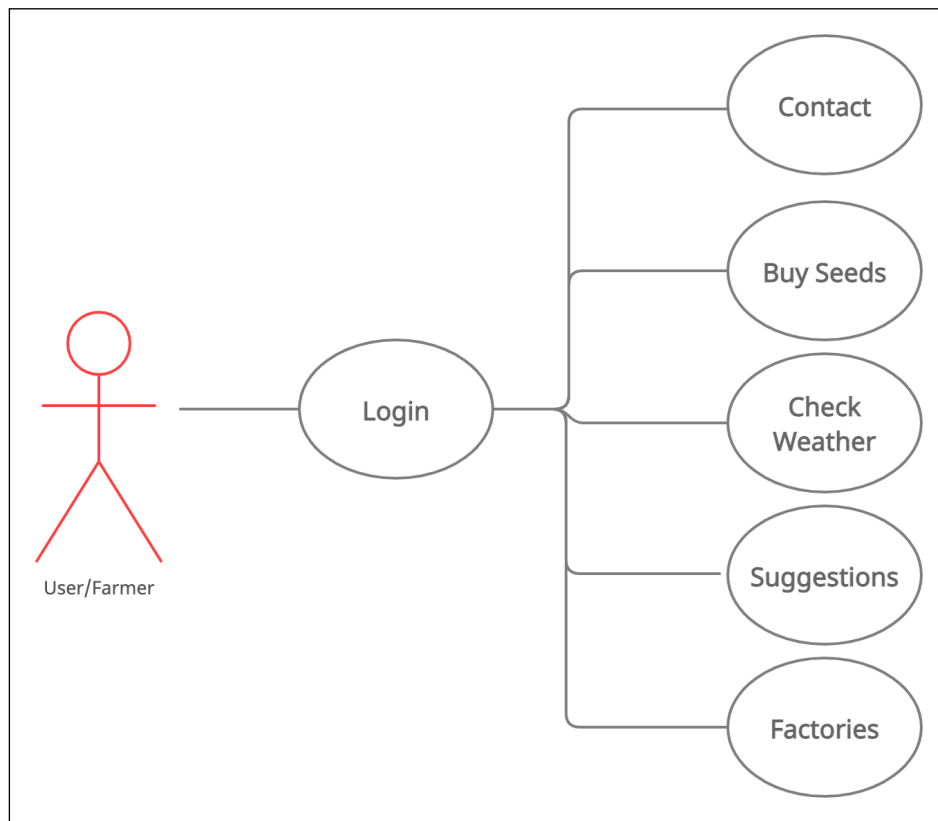 Contact
Buy Seeds
Login
Check
Weather
Suggestions
User/Farmer
Factories